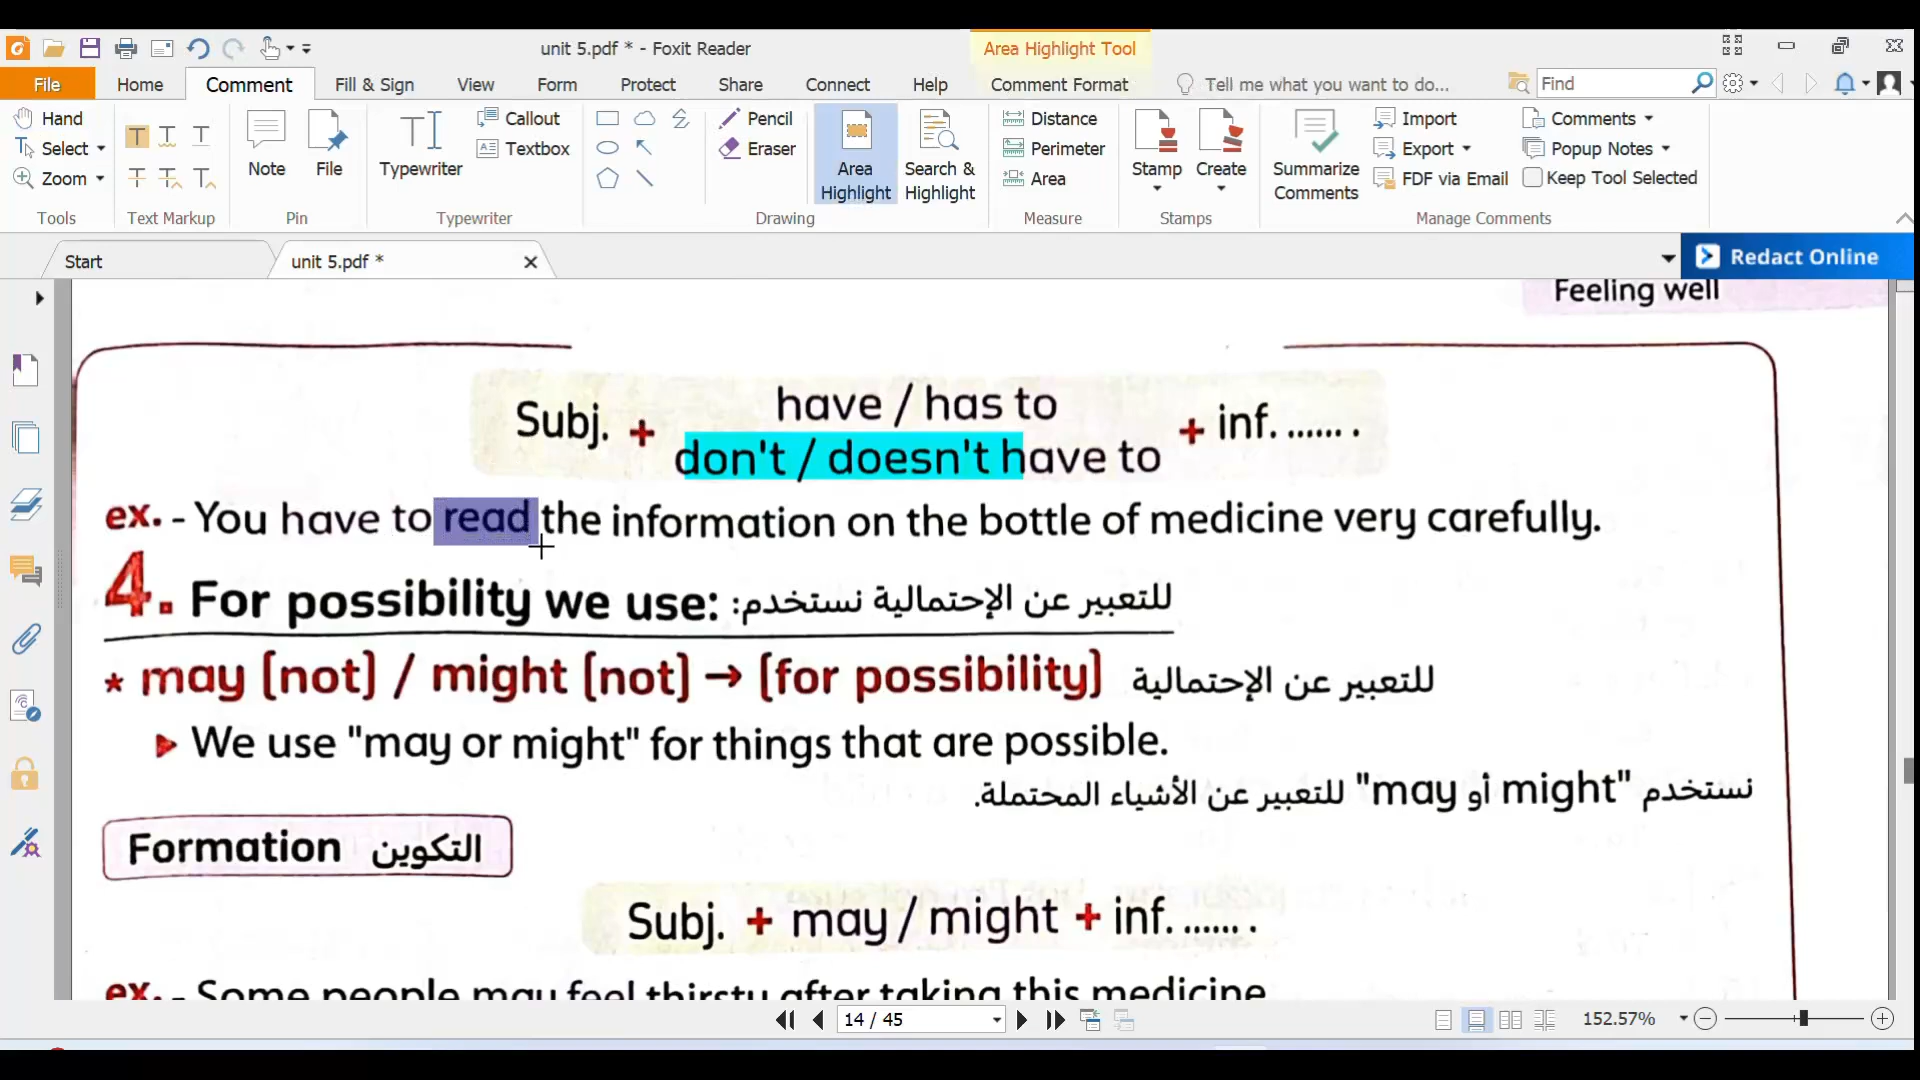 unit 5.pdf * - Foxit Reader
Area Highlight Tool
File Home Comment Fill & Sign View Form Protect Share Connect Help Comment Format Tell me what you want to do... Find
Hand
Select
Zoom
Tools
Text Markup
Note
File
Pin
Typewriter
Callout
Textbox
Typewriter
Pencil
Eraser
Area Highlight
Search & Highlight
Drawing
Distance
Perimeter
Area
Measure
Stamp
Create
Stamps
Summarize Comments
Import
Export
FDF via Email
Comments
Popup Notes
Keep Tool Selected
Manage Comments
Start
unit 5.pdf *
Redact Online
Feeling well
have / has to
Subj. + + inf. ...... .
don't / doesn't have to
ex. - You have to read the information on the bottle of medicine very carefully.
4. For possibility we use: للتعبير عن الإحتمالية نستخدم:
* may (not) / might (not) → (for possibility) للتعبير عن الإحتمالية
We use "may or might" for things that are possible.
نستخدم "might أو may" للتعبير عن الأشياء المحتملة.
Formation التكوين
Subj. + may / might + inf. ...... .
ex. - Some people may feel thirsty after taking this medicine
14 / 45
152.57%